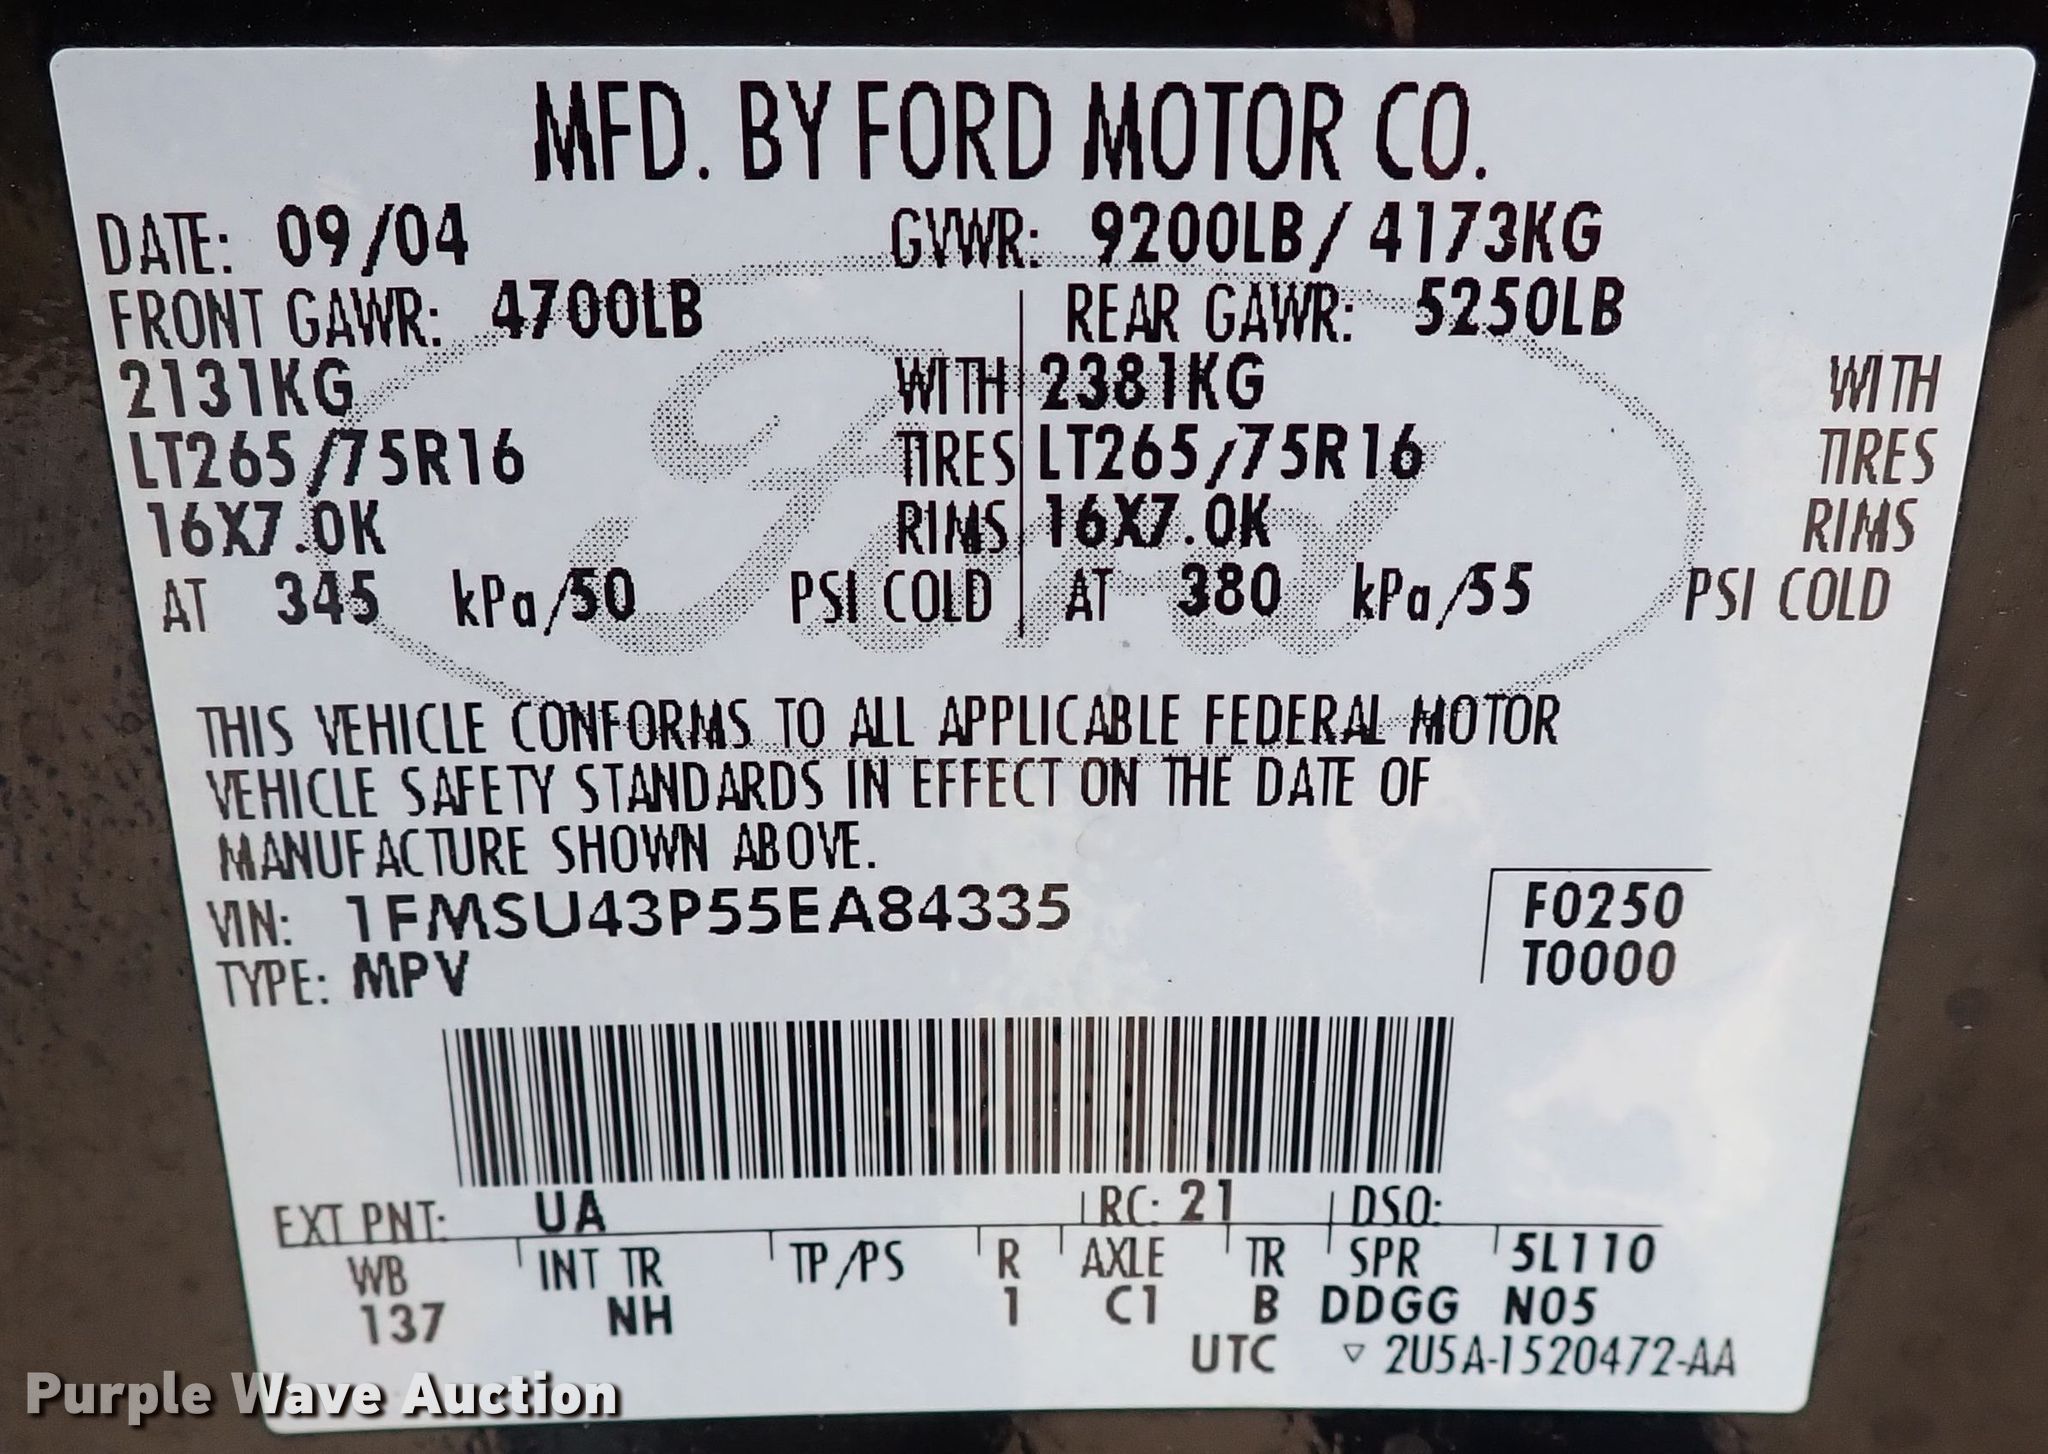 MFD. BY FORD MOTOR CO.
DATE: 09/04 GVWR: 9200LB/ 4173KG
FRONT GAWR: 4700LB REAR GAWR: 5250LB
2131KG WITH 2381KG WITH
LT265/75R16 TIRES LT265/75R16 TIRES
16X7.0K RIMS 16X7.0K RIMS
AT 345 kPa/50 PSI COLD AT 380 kPa/55 PSI COLD
Ford
THIS VEHICLE CONFORMS TO ALL APPLICABLE FEDERAL MOTOR
VEHICLE SAFETY STANDARDS IN EFFECT ON THE DATE OF
MANUFACTURE SHOWN ABOVE.
VIN: 1FMSU43P55EA84335 F0250
TYPE: MPV T0000
EXT PNT: UA RC: 21 DSO:
WB INT TR TP/PS R AXLE TR SPR 5L110
137 NH 1 C1 B DDGG N05
UTC ▽ 2U5A-1520472-AA
Purple Wave Auction